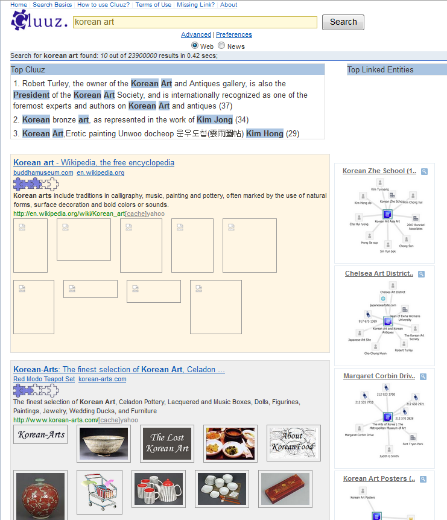 Home Search Basics How to use Cluuz? Terms of Use Missing Link? About
Cluuz.
korean art
Search
Advanced | Preferences
Web News
Search for korean art found: 10 out of 23900000 results in 0.42 secs;
Top Cluuz
1. Robert Turley, the owner of the Korean Art and Antiques gallery, is also the
President of the Korean Art Society, and is internationally recognized as one of the
foremost experts and authors on Korean Art and antiques (37)
2. Korean bronze art, as represented in the work of Kim Jong (34)
3. Korean Art,Erotic painting Unwo docheop 운우도첩 Kim Hong (29)
Top Linked Entities
Korean art - Wikipedia, the free encyclopedia
buddhamuseum.com en.wikipedia.org
Korean arts include traditions in calligraphy, music, painting and pottery, often marked by the use of natural
forms, surface decoration and bold colors or sounds.
http://en.wikipedia.org/wiki/Korean_art[cache]yahoo
Korean-Arts: The finest selection of Korean Art, Celadon ...
Red Modo Teapot Set korean-arts.com
The finest selection of Korean Art, Celadon Pottery, Lacquered and Music Boxes, Dolls, Figurines,
Paintings, Jewelry, Wedding Ducks, and Furniture
http://www.korean-arts.com[cache]yahoo
Korean-Arts
The Lost
Korean Art
About
Korean Food
Korean Zhe School (1..
Chelsea Art District..
Margaret Corbin Driv..
Korean Art Posters (..